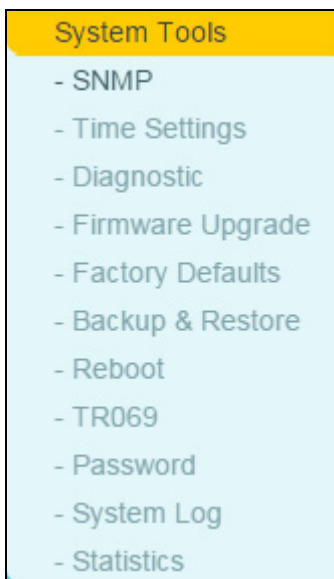 System Tools
- SNMP
- Time Settings
- Diagnostic
- Firmware Upgrade
- Factory Defaults
- Backup & Restore
- Reboot
- TR069
- Password
- System Log
- Statistics